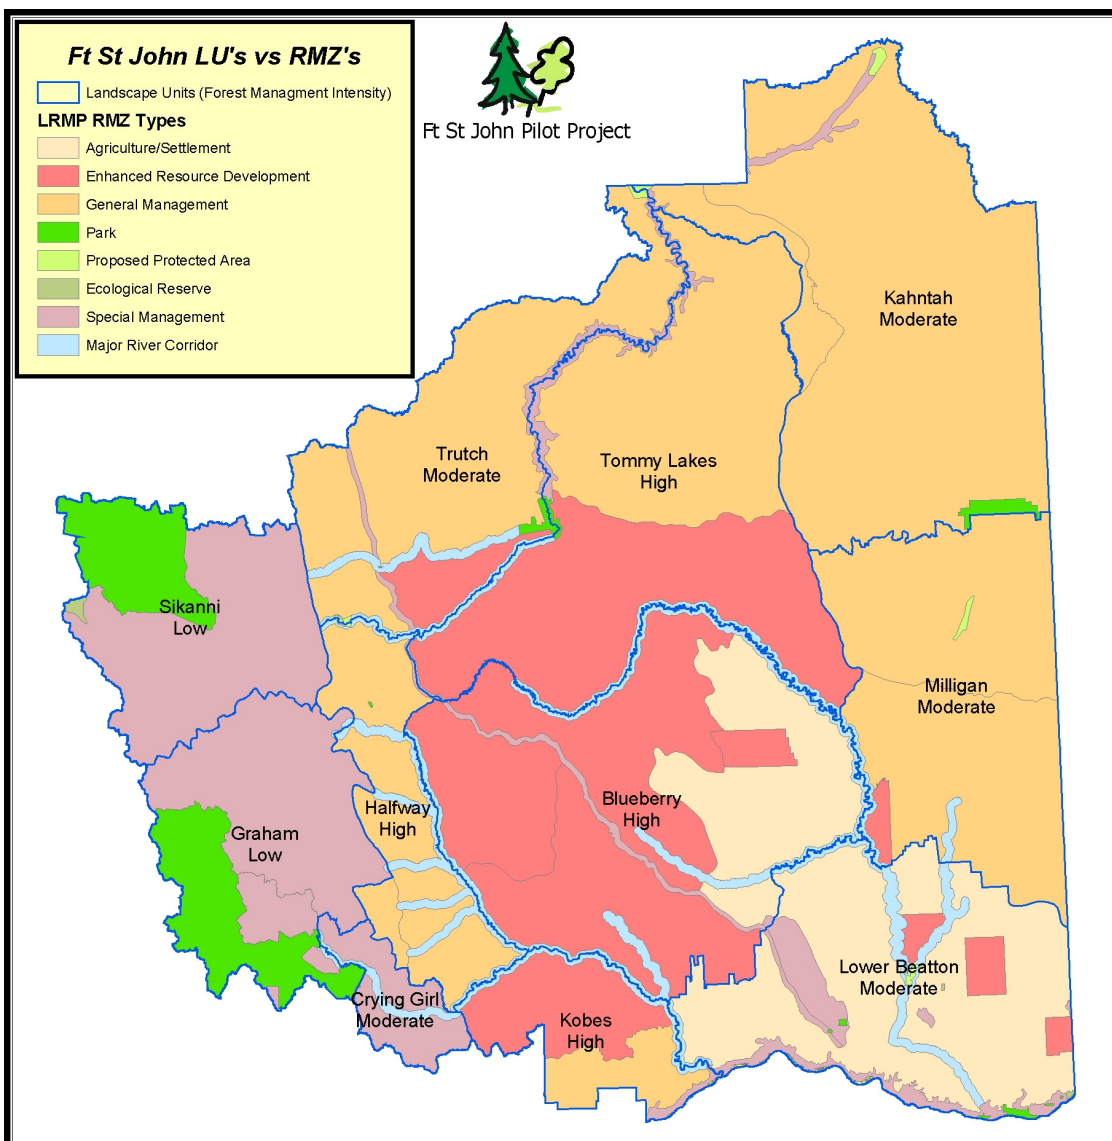 Ft St John LU's vs RMZ's
Landscape Units (Forest Managment Intensity)
LRMP RMZ Types
Agriculture/Settlement
Enhanced Resource Development
General Management
Park
Proposed Protected Area
Ecological Reserve
Special Management
Major River Corridor
Ft St John Pilot Project
Kahntah
Moderate
Trutch
Moderate
Tommy Lakes
High
Sikanni
Low
Milligan
Moderate
Halfway
High
Blueberry
High
Graham
Low
Lower Beatton
Moderate
Crying Girl
Moderate
Kobes
High